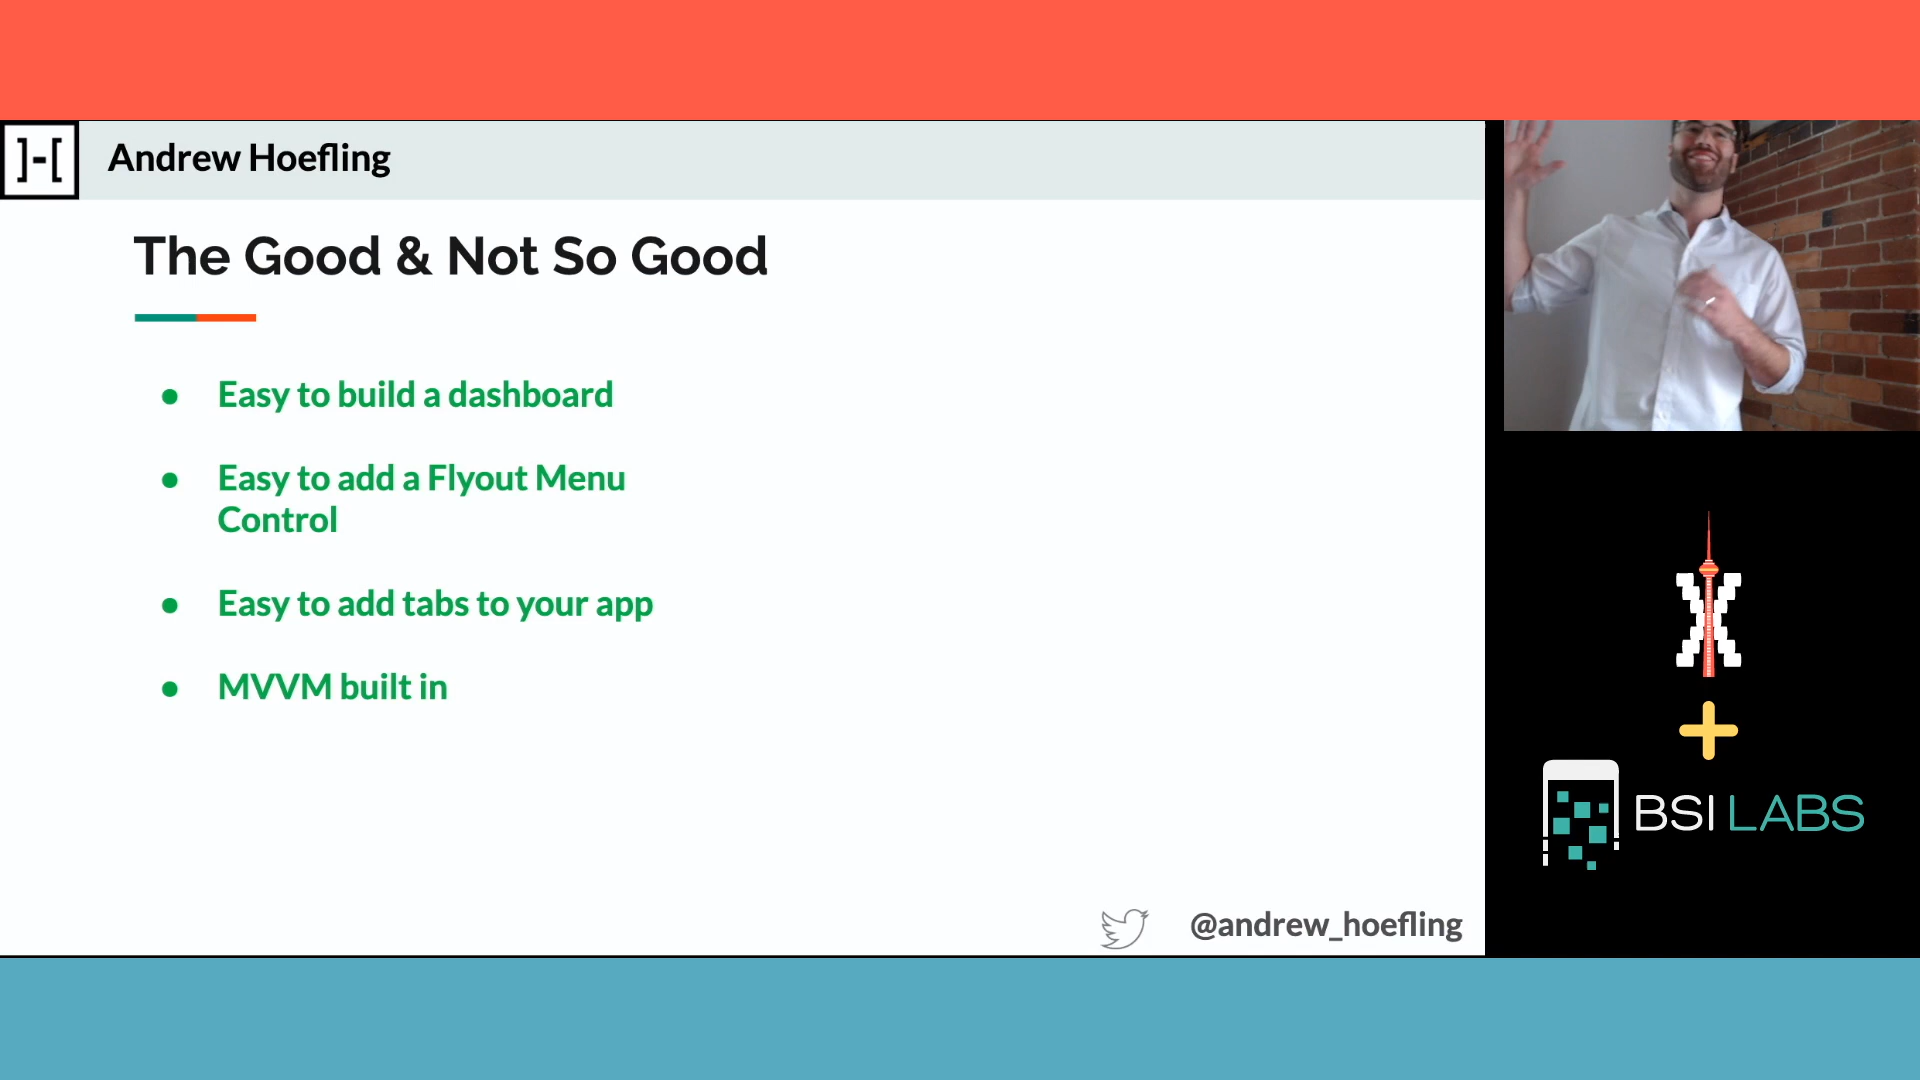 ]-[
Andrew Hoefling
The Good & Not So Good
● Easy to build a dashboard
● Easy to add a Flyout Menu
Control
● Easy to add tabs to your app
● MVVM built in
@andrew_hoefling
X
+
BSI LABS